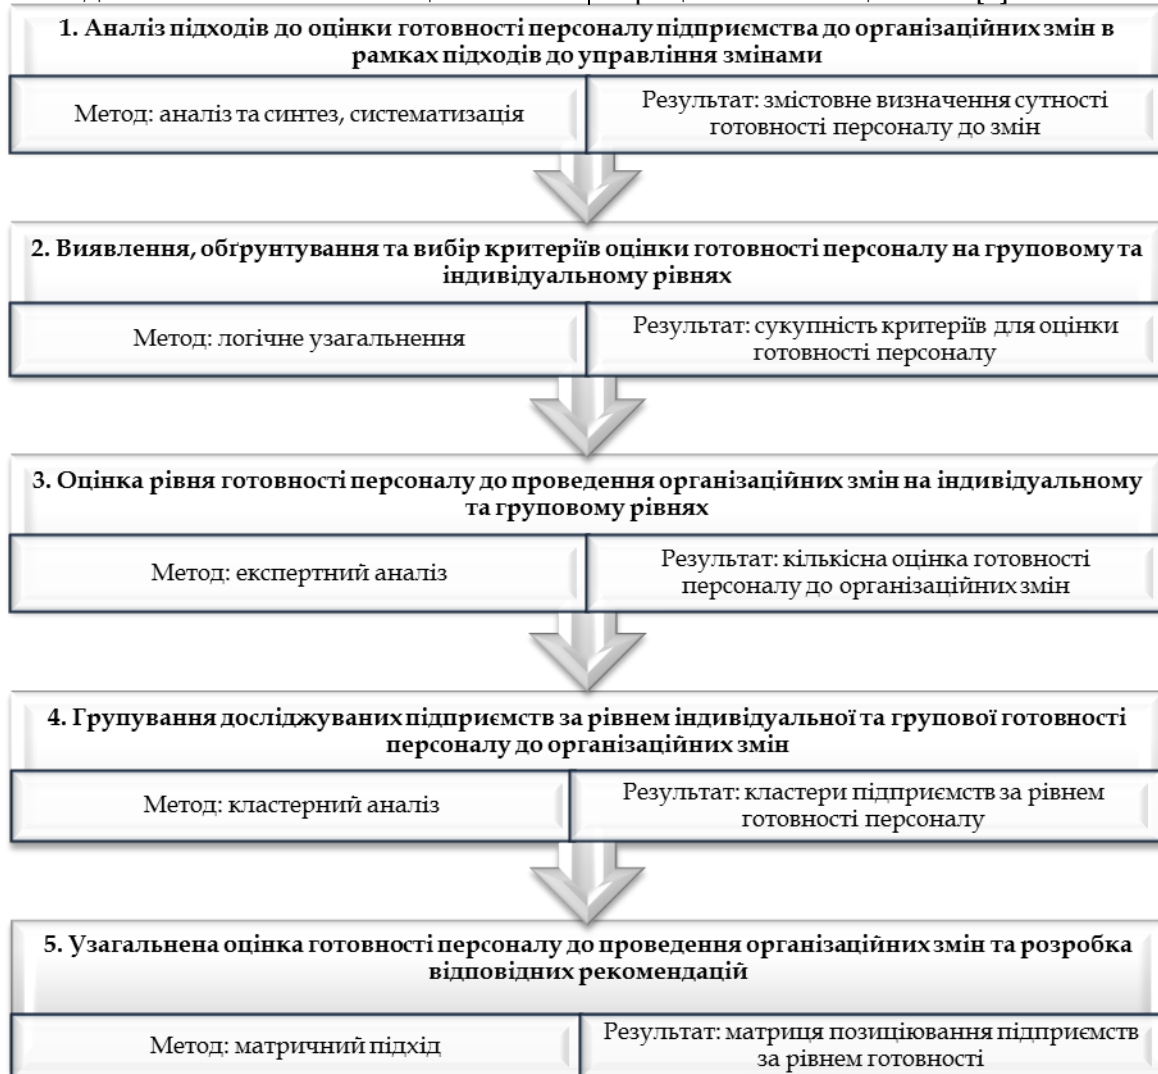 1. Аналіз підходів до оцінки готовності персоналу підприємства до організаційних змін в
рамках підходів до управління змінами
Метод: аналіз та синтез, систематизація
Результат: змістовне визначення сутності
готовності персоналу до змін
2. Виявлення, обґрунтування та вибір критеріїв оцінки готовності персоналу на груповому та
індивідуальному рівнях
Метод: логічне узагальнення
Результат: сукупність критеріїв для оцінки
готовності персоналу
3. Оцінка рівня готовності персоналу до проведення організаційних змін на індивідуальному
та груповому рівнях
Метод: експертний аналіз
Результат: кількісна оцінка готовності
персоналу до організаційних змін
4. Групування досліджуваних підприємств за рівнем індивідуальної та групової готовності
персоналу до організаційних змін
Метод: кластерний аналіз
Результат: кластери підприємств за рівнем
готовності персоналу
5. Узагальнена оцінка готовності персоналу до проведення організаційних змін та розробка
відповідних рекомендацій
Метод: матричний підхід
Результат: матриця позиціювання підприємств
за рівнем готовності